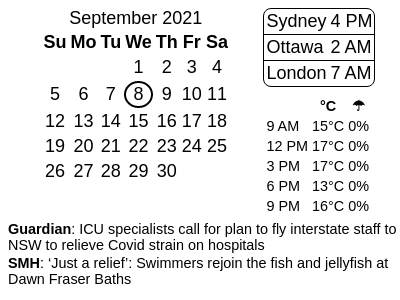 September 2021
Su Mo Tu We Th Fr Sa
1 2 3 4
5 6 7 8 9 10 11
12 13 14 15 16 17 18
19 20 21 22 23 24 25
26 27 28 29 30
Sydney 4 PM
Ottawa 2 AM
London 7 AM
°C ☂
9 AM 15°C 0%
12 PM 17°C 0%
3 PM 17°C 0%
6 PM 13°C 0%
9 PM 16°C 0%
Guardian: ICU specialists call for plan to fly interstate staff to
NSW to relieve Covid strain on hospitals
SMH: ‘Just a relief’: Swimmers rejoin the fish and jellyfish at
Dawn Fraser Baths